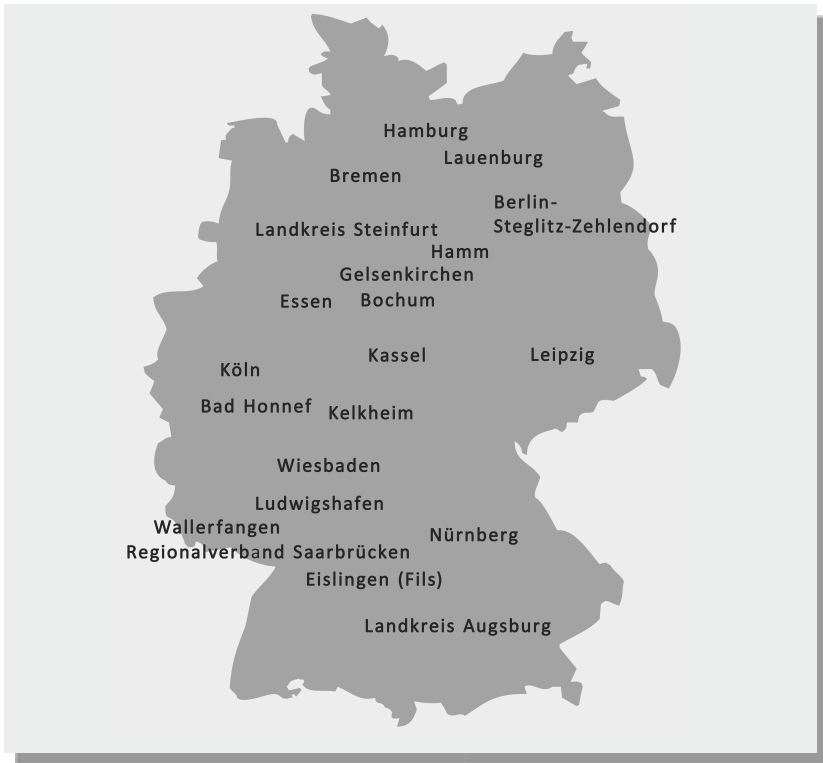 Hamburg
Lauenburg
Bremen
Berlin-
Steglitz-Zehlendorf
Landkreis Steinfurt
Hamm
Gelsenkirchen
Essen
Bochum
Kassel
Leipzig
Köln
Bad Honnef
Kelkheim
Wiesbaden
Ludwigshafen
Wallerfangen
Nürnberg
Regionalverband Saarbrücken
Eislingen (Fils)
Landkreis Augsburg